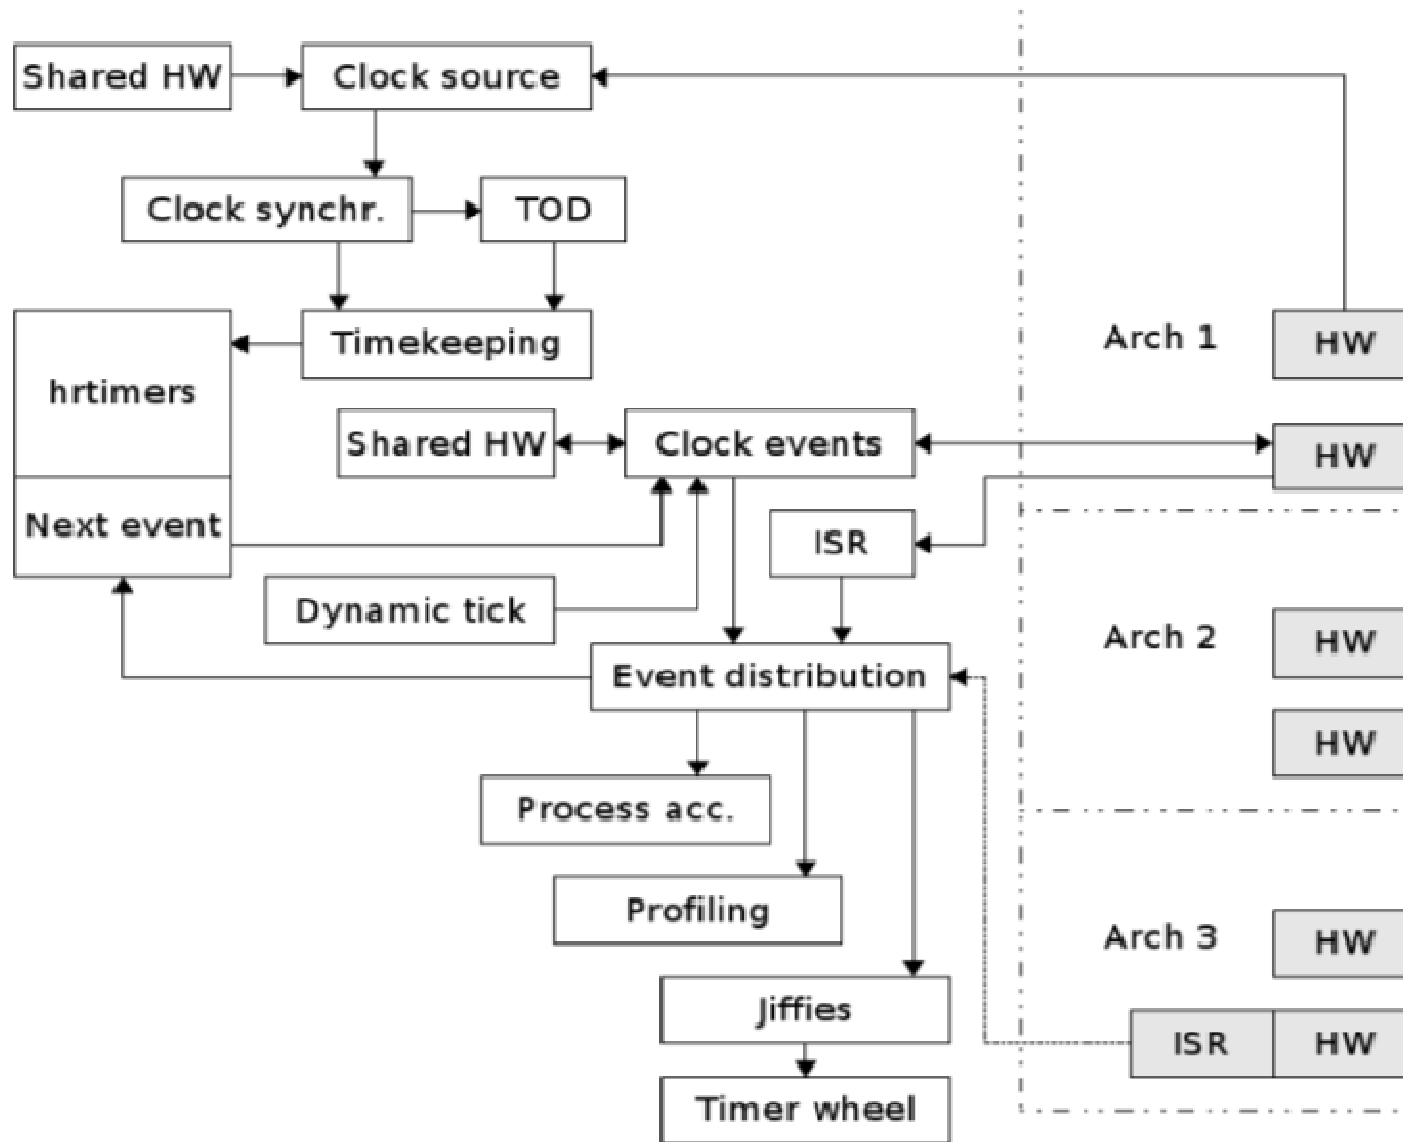 Shared HW
Clock source
Clock synchr.
TOD
Timekeeping
Arch 1
HW
hrtimers
Shared HW
Clock events
HW
Next event
ISR
Dynamic tick
Arch 2
HW
Event distribution
HW
Process acc.
Profiling
Arch 3
HW
Jiffies
ISR
HW
Timer wheel